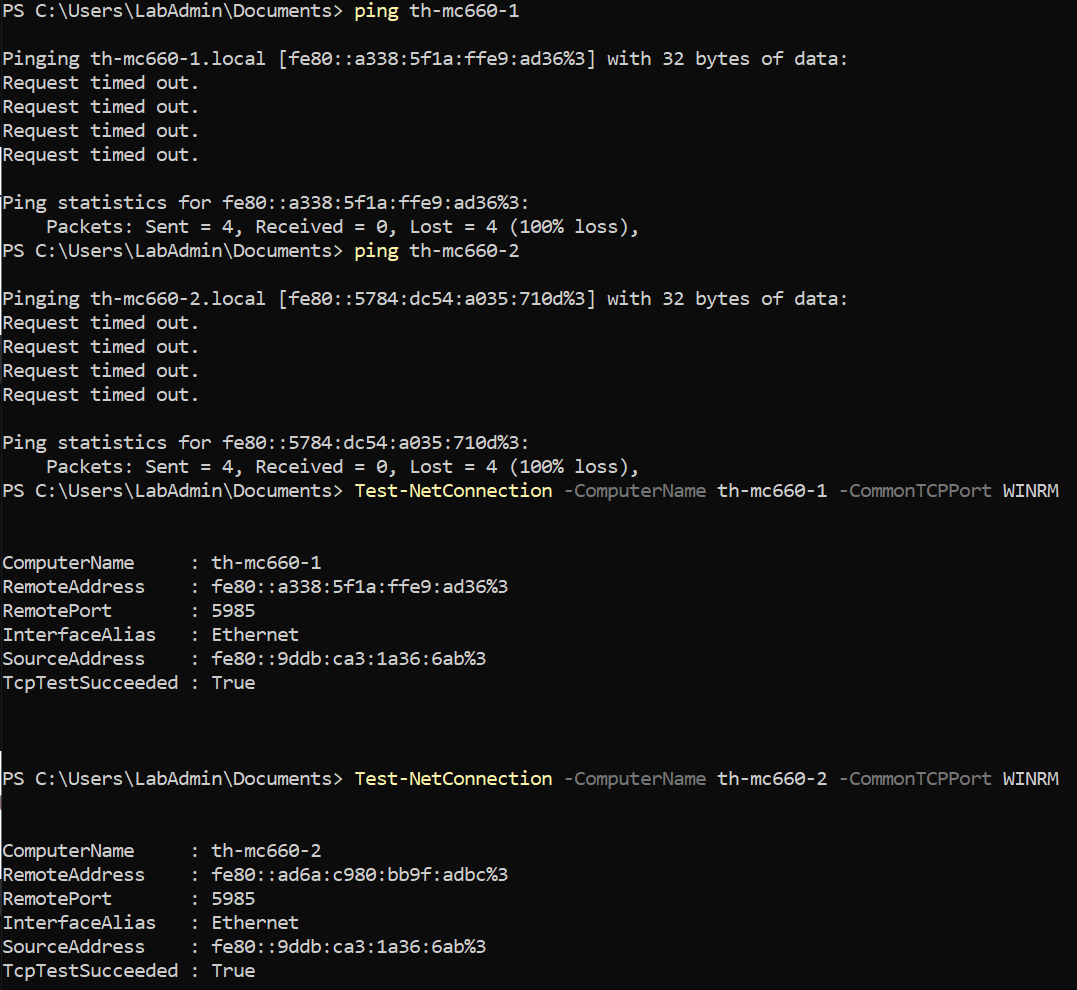 PS C:\Users\LabAdmin\Documents> ping th-mc660-1
Pinging th-mc660-1.local [fe80::a338:5f1a:ffe9:ad36%3] with 32 bytes of data:
Request timed out.
Request timed out.
Request timed out.
Request timed out.
Ping statistics for fe80::a338:5f1a:ffe9:ad36%3:
    Packets: Sent = 4, Received = 0, Lost = 4 (100% loss),
PS C:\Users\LabAdmin\Documents> ping th-mc660-2
Pinging th-mc660-2.local [fe80::5784:dc54:a035:710d%3] with 32 bytes of data:
Request timed out.
Request timed out.
Request timed out.
Request timed out.
Ping statistics for fe80::5784:dc54:a035:710d%3:
    Packets: Sent = 4, Received = 0, Lost = 4 (100% loss),
PS C:\Users\LabAdmin\Documents> Test-NetConnection -ComputerName th-mc660-1 -CommonTCPPort WINRM
ComputerName     : th-mc660-1
RemoteAddress    : fe80::a338:5f1a:ffe9:ad36%3
RemotePort       : 5985
InterfaceAlias   : Ethernet
SourceAddress    : fe80::9ddb:ca3:1a36:6ab%3
TcpTestSucceeded : True
PS C:\Users\LabAdmin\Documents> Test-NetConnection -ComputerName th-mc660-2 -CommonTCPPort WINRM
ComputerName     : th-mc660-2
RemoteAddress    : fe80::ad6a:c980:bb9f:adbc%3
RemotePort       : 5985
InterfaceAlias   : Ethernet
SourceAddress    : fe80::9ddb:ca3:1a36:6ab%3
TcpTestSucceeded : True